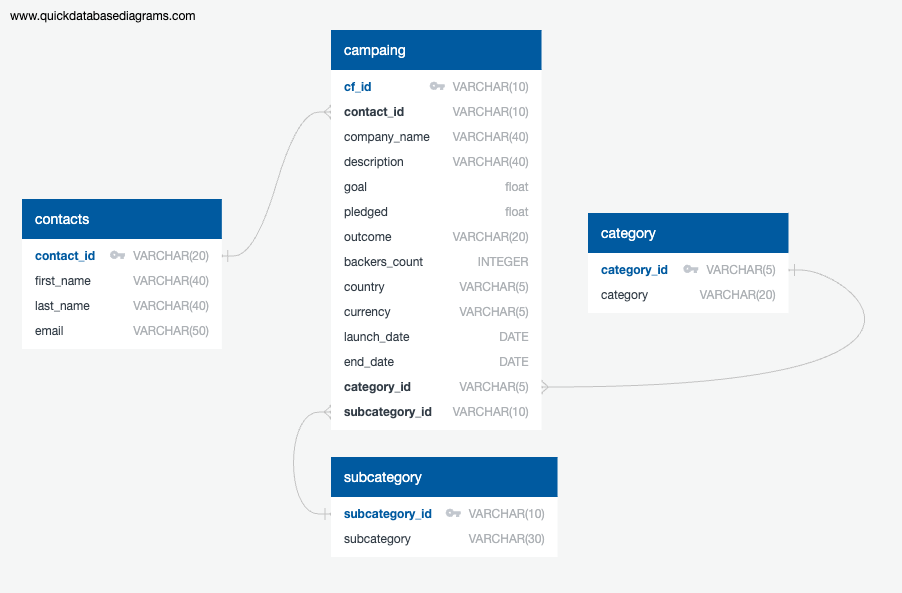 www.quickdatabasediagrams.com
campaing
cf_id VARCHAR(10)
contact_id VARCHAR(10)
company_name VARCHAR(40)
description VARCHAR(40)
goal float
pledged float
outcome VARCHAR(20)
backers_count INTEGER
country VARCHAR(5)
currency VARCHAR(5)
launch_date DATE
end_date DATE
category_id VARCHAR(5)
subcategory_id VARCHAR(10)
contacts
contact_id VARCHAR(20)
first_name VARCHAR(40)
last_name VARCHAR(40)
email VARCHAR(50)
category
category_id VARCHAR(5)
category VARCHAR(20)
subcategory
subcategory_id VARCHAR(10)
subcategory VARCHAR(30)